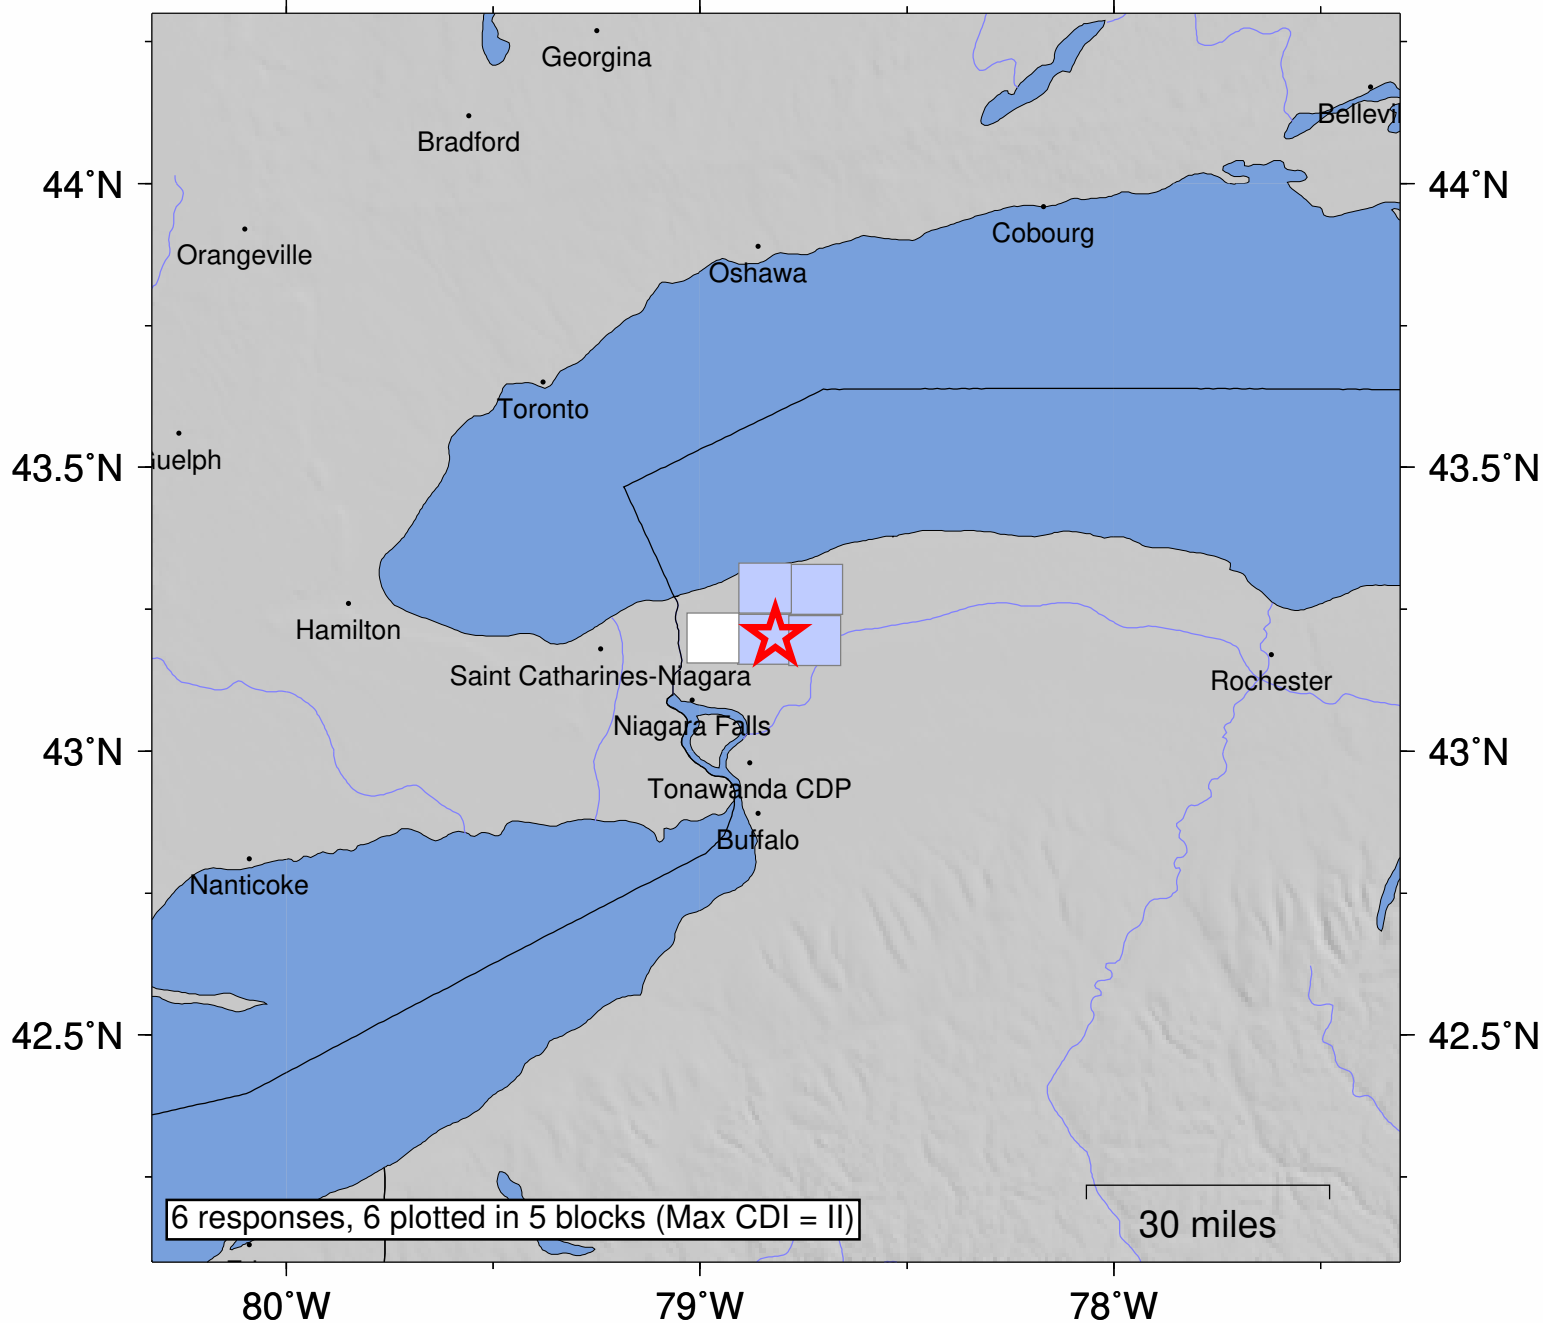 Georgina
Bradford
Bellevi
44°N
44°N
Orangeville
Cobourg
Oshawa
Toronto
uelph
43.5°N
43.5°N
Hamilton
Saint Catharines-Niagara
Rochester
Niagara Falls
43°N
43°N
Tonawanda CDP
Buffalo
Nanticoke
42.5°N
42.5°N
6 responses, 6 plotted in 5 blocks (Max CDI = II)
30 miles
80°W
79°W
78°W